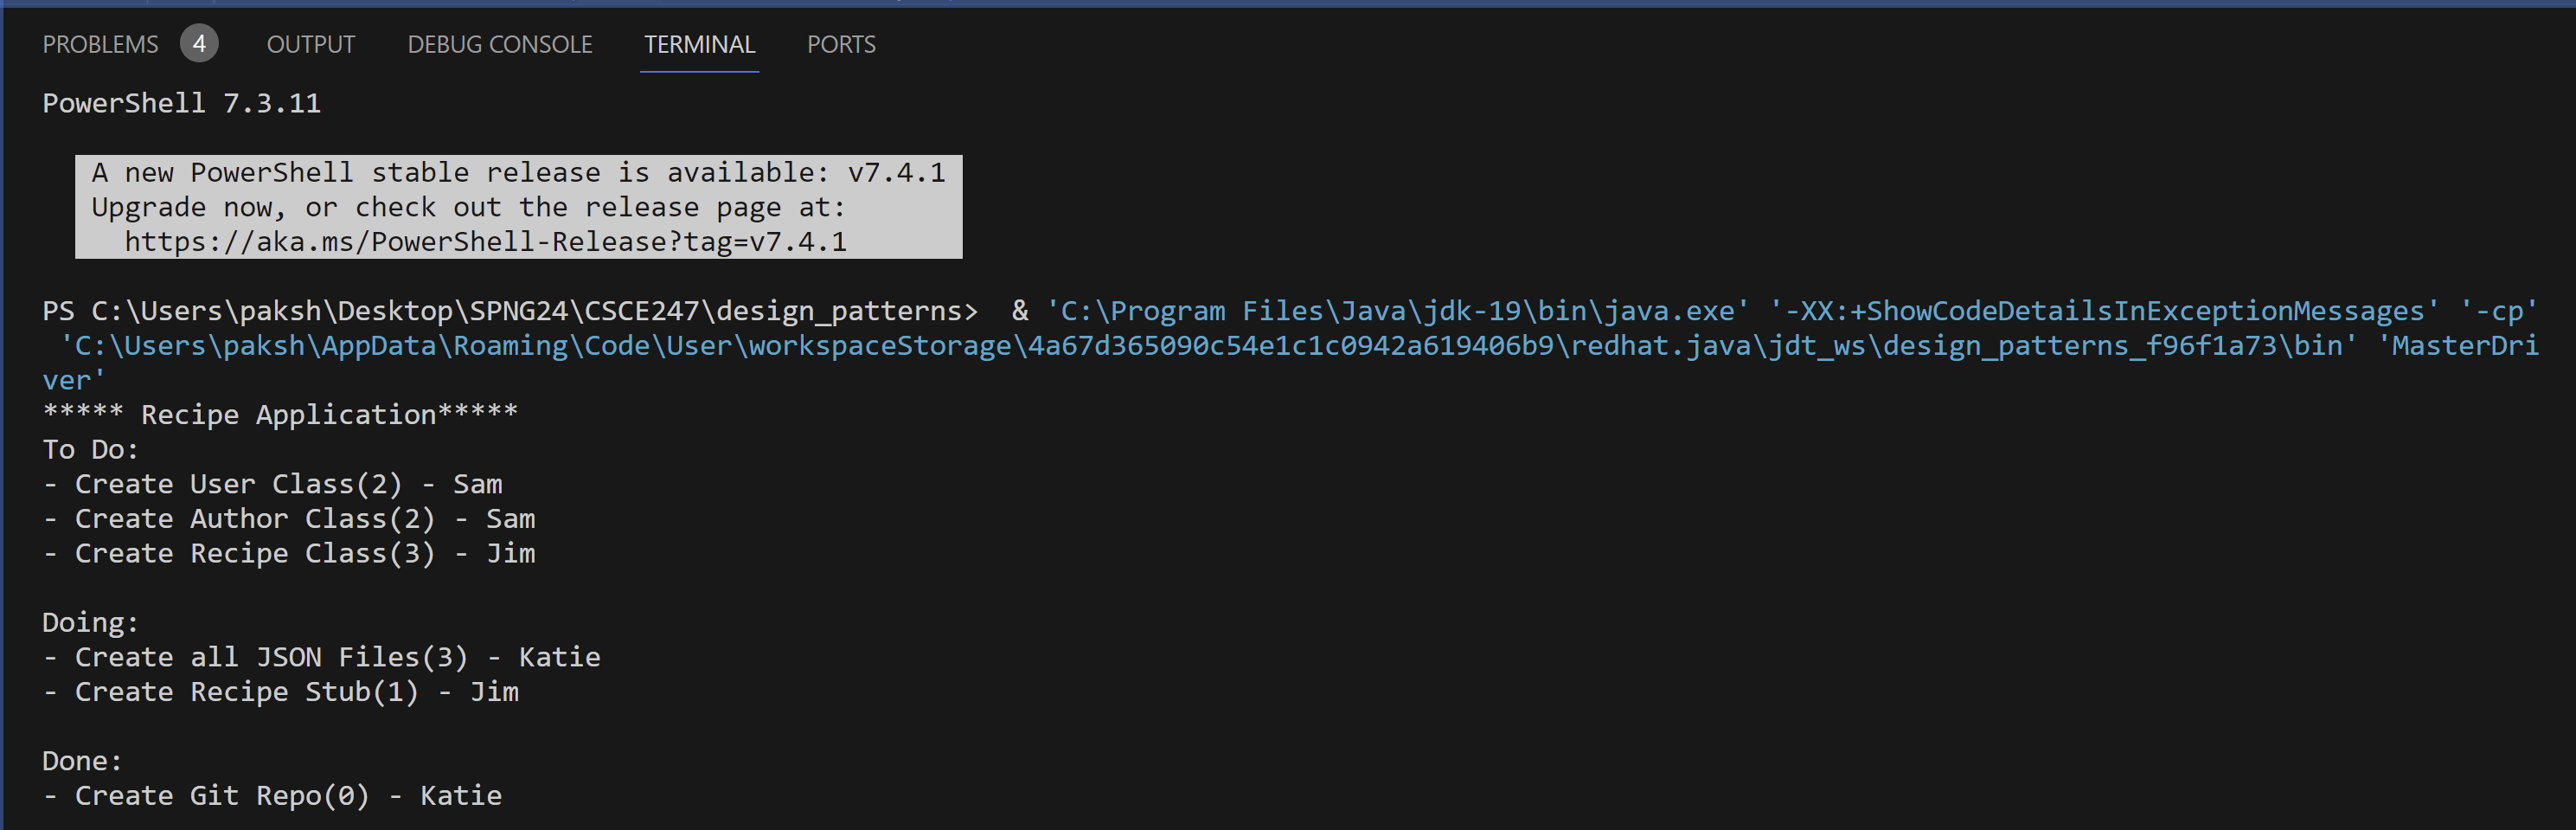 PROBLEMS 4 OUTPUT DEBUG CONSOLE TERMINAL PORTS
PowerShell 7.3.11
A new PowerShell stable release is available: v7.4.1
Upgrade now, or check out the release page at:
https://aka.ms/PowerShell-Release?tag=v7.4.1
PS C:\Users\paksh\Desktop\SPNG24\CSCE247\design_patterns>  & 'C:\Program Files\Java\jdk-19\bin\java.exe' '-XX:+ShowCodeDetailsInExceptionMessages' '-cp'
'C:\Users\paksh\AppData\Roaming\Code\User\workspaceStorage\4a67d365090c54e1c1c0942a619406b9\redhat.java\jdt_ws\design_patterns_f96f1a73\bin' 'MasterDri
ver'
***** Recipe Application*****
To Do:
- Create User Class(2) - Sam
- Create Author Class(2) - Sam
- Create Recipe Class(3) - Jim
Doing:
- Create all JSON Files(3) - Katie
- Create Recipe Stub(1) - Jim
Done:
- Create Git Repo(0) - Katie